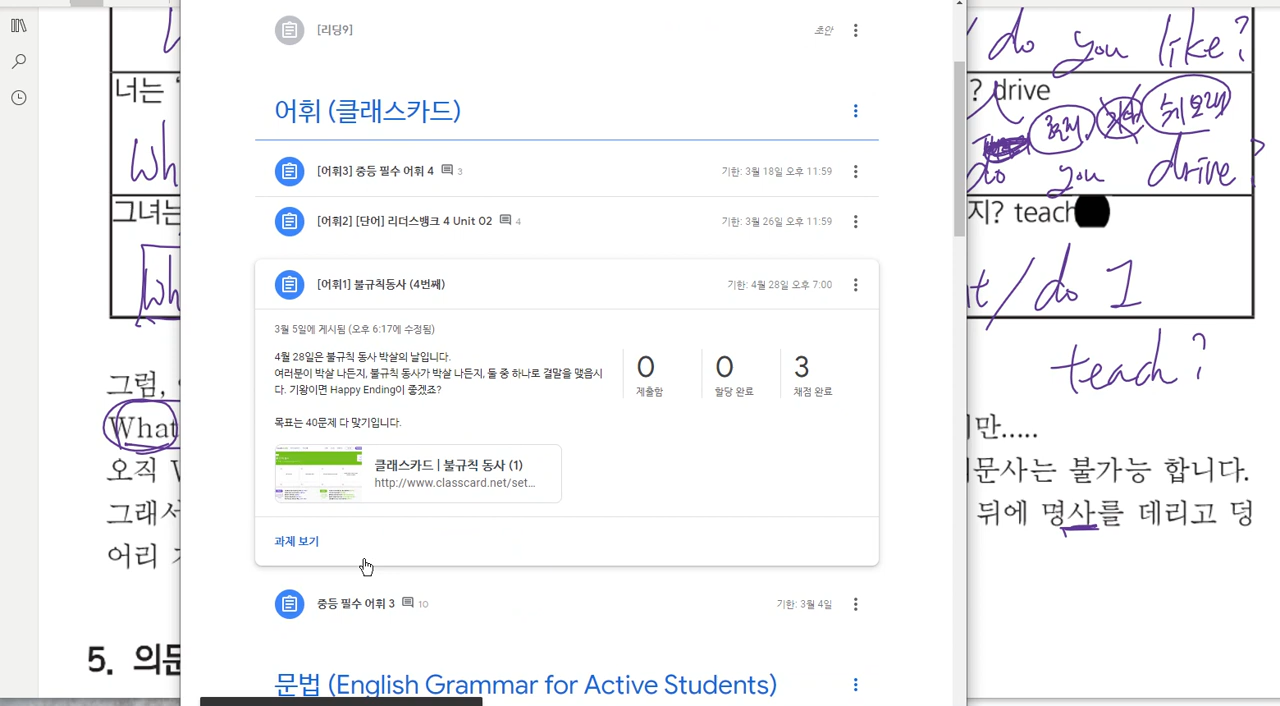 [리딩9] 초안
어휘 (클래스카드)
[어휘3] 중등 필수 어휘 4 3 기한: 3월 18일 오후 11:59
[어휘2] [단어] 리더스뱅크 4 Unit 02 4 기한: 3월 26일 오후 11:59
[어휘1] 불규칙동사 (4번째) 기한: 4월 28일 오후 7:00
3월 5일에 게시됨 (오후 6:17에 수정됨)
4월 28일은 불규칙 동사 박살의 날입니다.
여러분이 박살 나든지, 불규칙 동사가 박살 나든지, 둘 중 하나로 결말을 맺읍시
다. 기왕이면 Happy Ending이 좋겠죠?
목표는 40문제 다 맞기입니다.
0 0 3
제출함 할당 완료 채점 완료
클래스카드 | 불규칙 동사 (1)
http://www.classcard.net/set...
과제 보기
중등 필수 어휘 3 10 기한: 3월 4일
문법 (English Grammar for Active Students)
너는
Wh
그녀는
Wh
그럼,
What
오직
그래서
어리
5. 의문
do you like?
? drive
do you drive?
지? teach
/do I
teach?
지만.....
문사는 불가능 합니다.
뒤에 명사를 데리고 덩